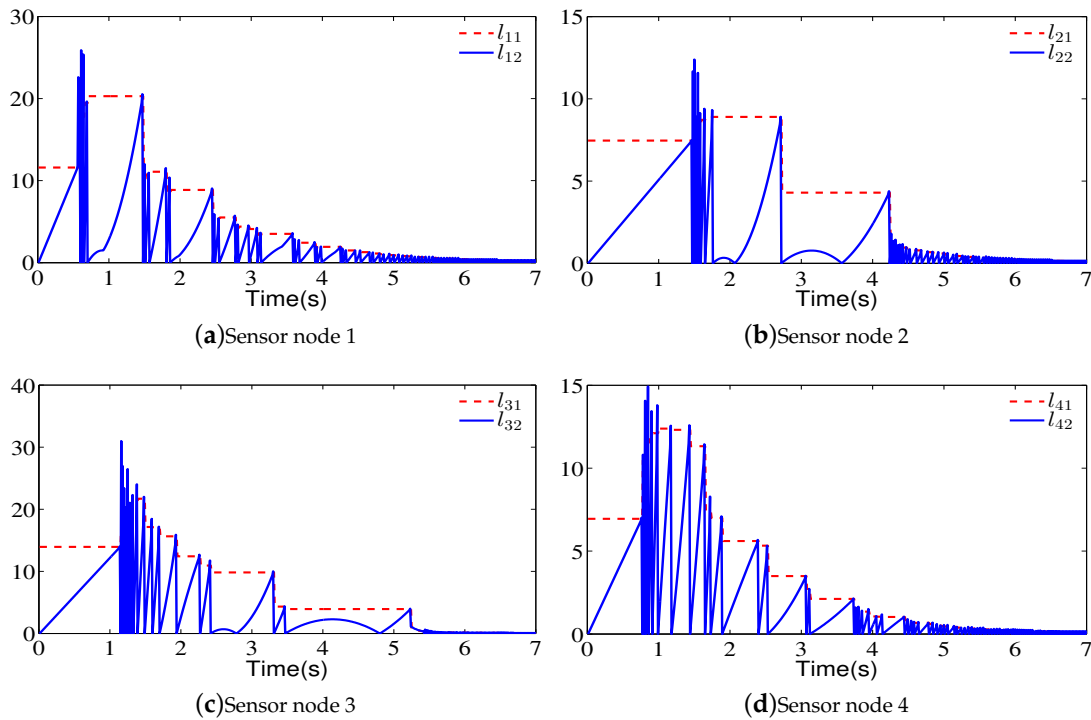 30
20
10
0
0 1 2 3 4 5 6 7
l11
l12
Time(s)
(a)Sensor node 1
15
10
5
0
0 1 2 3 4 5 6 7
l21
l22
Time(s)
(b)Sensor node 2
40
30
20
10
0
0 1 2 3 4 5 6 7
l31
l32
Time(s)
(c)Sensor node 3
15
10
5
0
0 1 2 3 4 5 6 7
l41
l42
Time(s)
(d)Sensor node 4